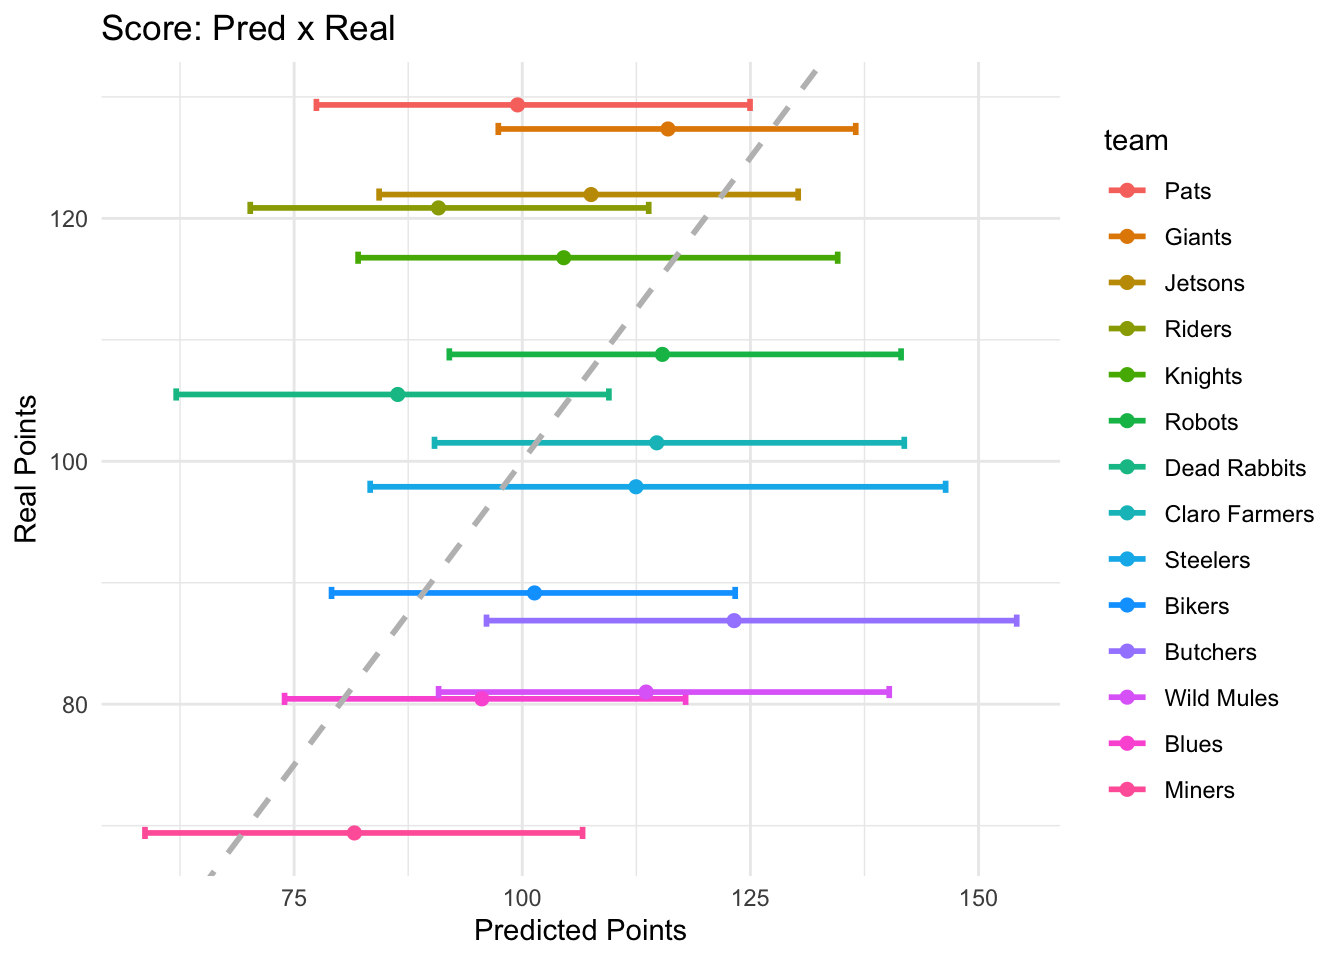 Score: Pred x Real
120
100
80
Real Points
75
100
125
150
Predicted Points
team
Pats
Giants
Jetsons
Riders
Knights
Robots
Dead Rabbits
Claro Farmers
Steelers
Bikers
Butchers
Wild Mules
Blues
Miners